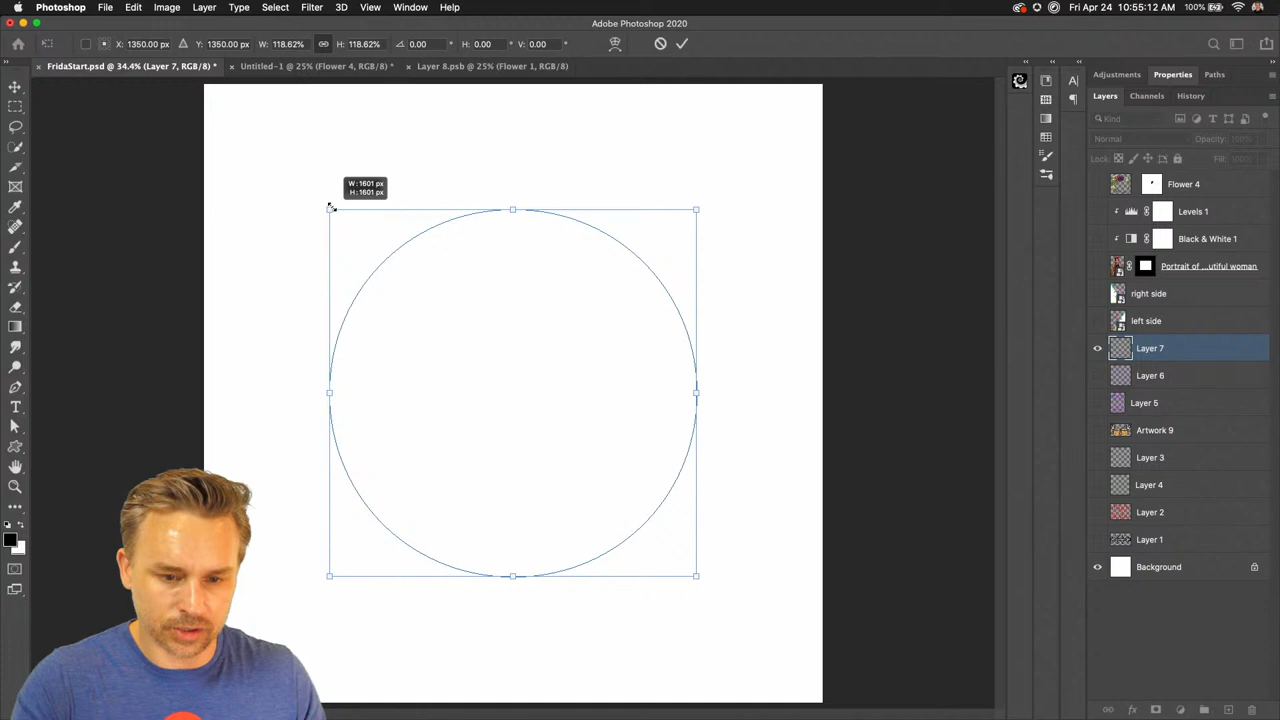 Photoshop File Edit Image Layer Type Select Filter 3D View Window Help 100% Fri Apr 24 10:55:12 AM
Adobe Photoshop 2020
X: 1350.00 px Y: 1350.00 px W: 118.62% H: 118.62% 0.00 ° H: 0.00 ° V: 0.00 °
× FridaStart.psd @ 34.4% (Layer 7, RGB/8) * × Untitled-1 @ 25% (Flower 4, RGB/8) * × Layer 8.psb @ 25% (Flower 1, RGB/8)
Adjustments Properties Paths
Layers Channels History
Kind
Normal Opacity: 100%
Lock: Fill: 100%
W: 1601 px
H: 1601 px
Flower 4
Levels 1
Black & White 1
Portrait of ...utiful woman
right side
left side
Layer 7
Layer 6
Layer 5
Artwork 9
Layer 3
Layer 4
Layer 2
Layer 1
Background